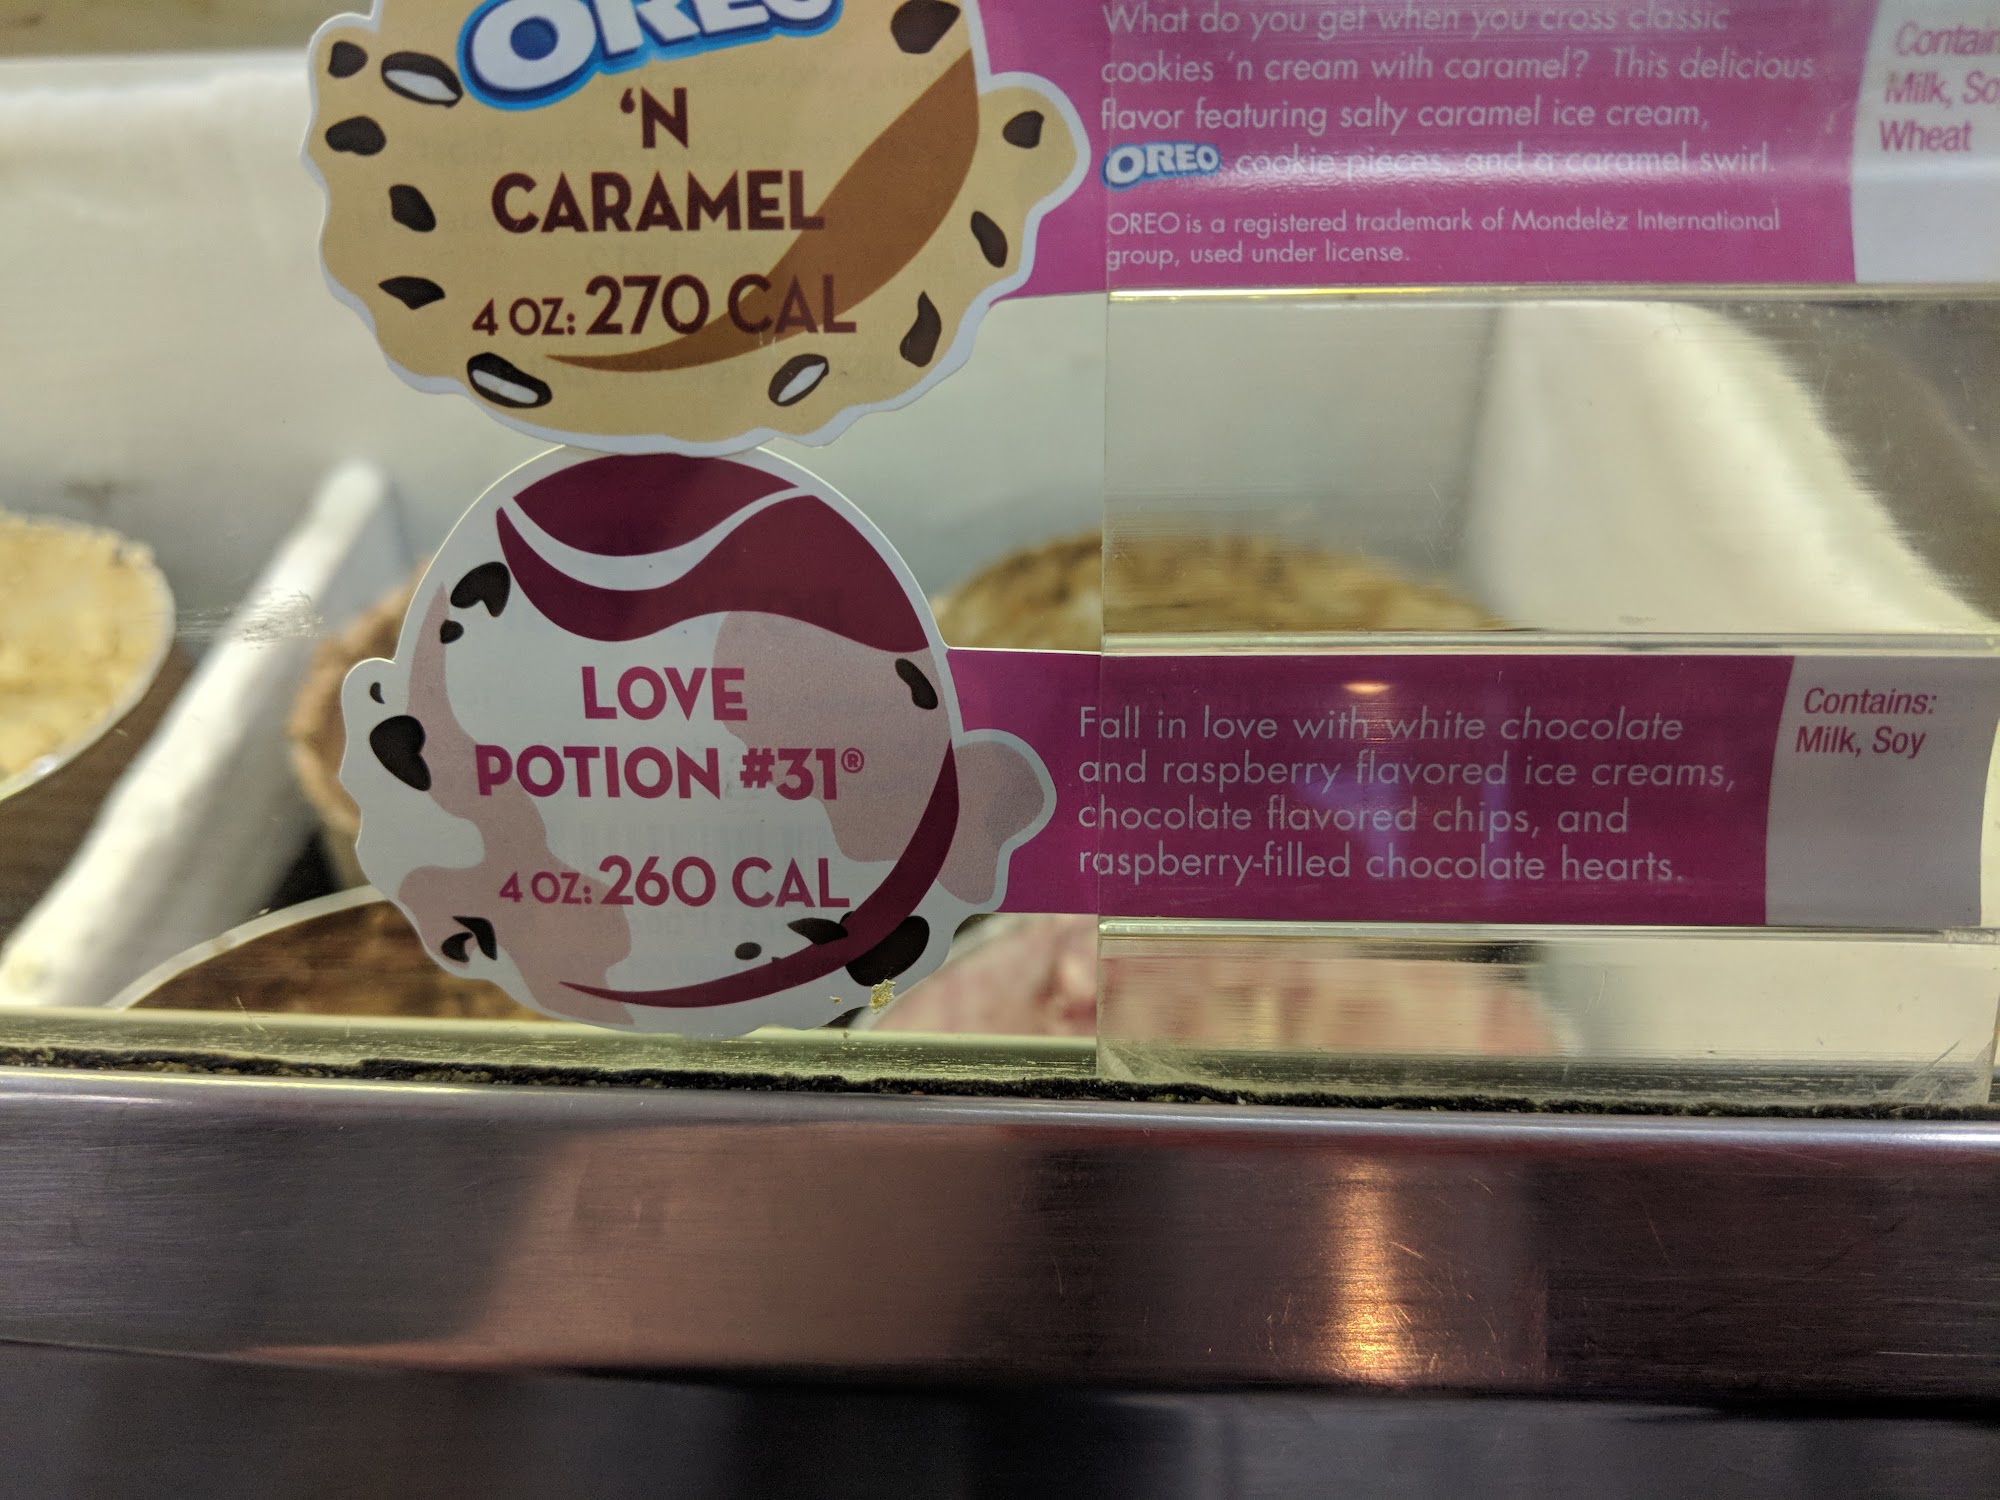 OREO
'N
CARAMEL
4 OZ: 270 CAL
What do you get when you cross classic
cookies 'n cream with caramel? This delicious
flavor featuring salty caramel ice cream,
OREO cookie pieces, and a caramel swirl.
OREO is a registered trademark of Mondelēz International
group, used under license.
Milk,
Wheat
LOVE
POTION #31®
4 OZ: 260 CAL
Fall in love with white chocolate
and raspberry flavored ice creams,
chocolate flavored chips, and
raspberry-filled chocolate hearts.
Contains:
Milk, Soy